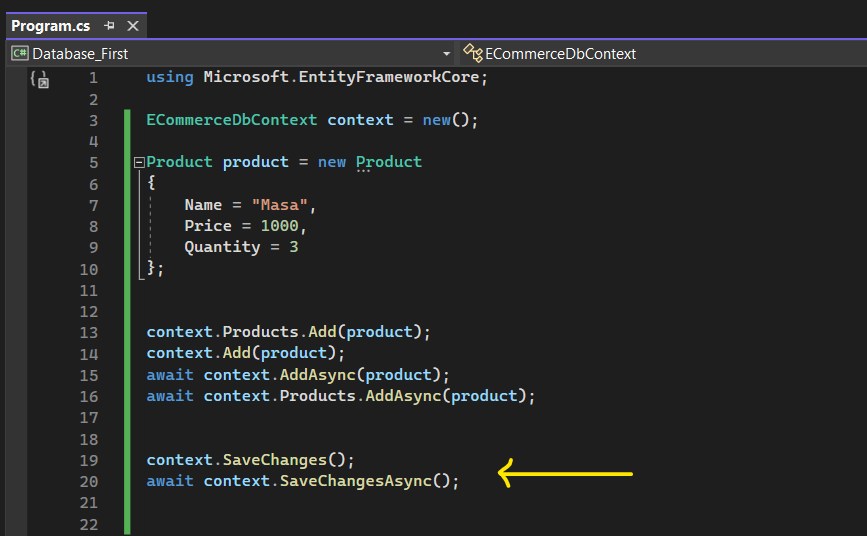 Program.cs
C# Database_First
ECommerceDbContext
1 using Microsoft.EntityFrameworkCore;
2
3 ECommerceDbContext context = new();
4
5 Product product = new Product
6 {
7 Name = "Masa",
8 Price = 1000,
9 Quantity = 3
10 };
11
12
13 context.Products.Add(product);
14 context.Add(product);
15 await context.AddAsync(product);
16 await context.Products.AddAsync(product);
17
18
19 context.SaveChanges();
20 await context.SaveChangesAsync();
21
22